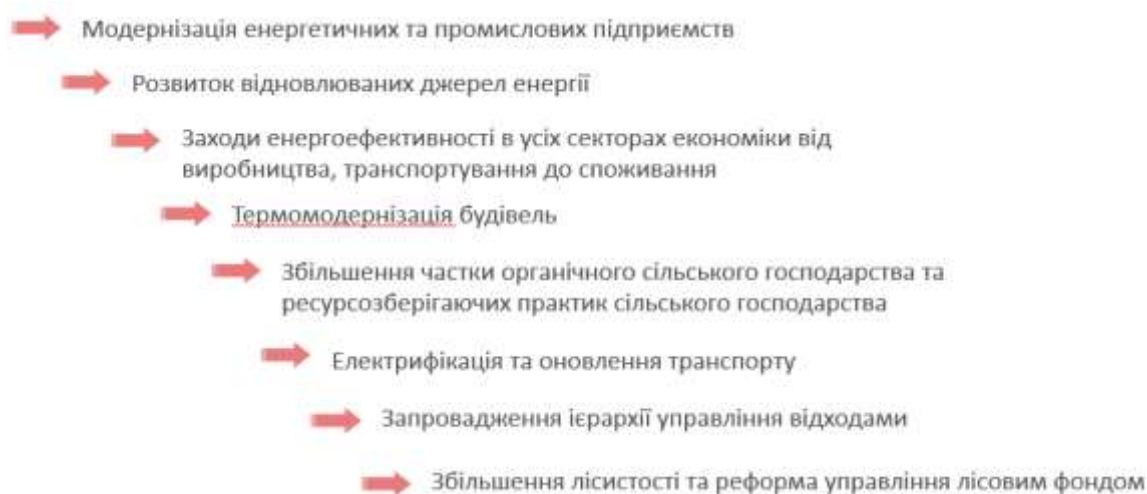 Модернізація енергетичних та промислових підприємств
Розвиток відновлюваних джерел енергії
Заходи енергоефективності в усіх секторах економіки від
виробництва, транспортування до споживання
Термомодернізація будівель
Збільшення частки органічного сільського господарства та
ресурсозберігаючих практик сільського господарства
Електрифікація та оновлення транспорту
Запровадження ієрархії управління відходами
Збільшення лісистості та реформа управління лісовим фондом